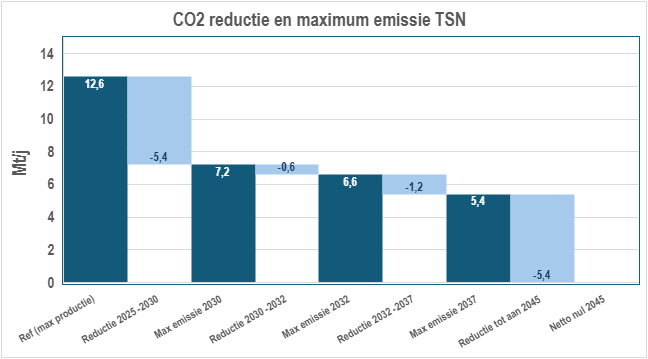 CO2 reductie en maximum emissie TSN
Mt/j
14
12
10
8
6
4
2
0
12,6
-5,4
7,2
-0,6
6,6
-1,2
5,4
-5,4
Ref (max productie)
Reductie 2025-2030
Max emissie 2030
Reductie 2030-2032
Max emissie 2032
Reductie 2032-2037
Max emissie 2037
Reductie tot aan 2045
Netto nul 2045